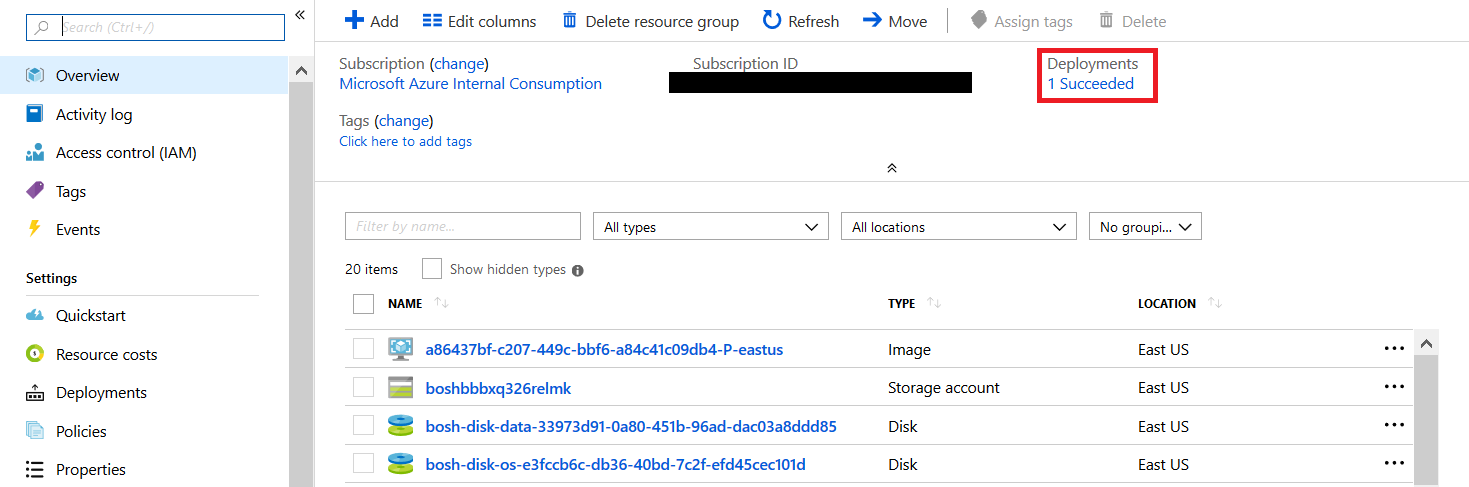 Search (Ctrl+/)
«
Overview
Activity log
Access control (IAM)
Tags
Events
Settings
Quickstart
Resource costs
Deployments
Policies
Properties
Add
Edit columns
Delete resource group
Refresh
Move
Assign tags
Delete
Subscription (change)
Microsoft Azure Internal Consumption
Subscription ID
Deployments
1 Succeeded
Tags (change)
Click here to add tags
Filter by name...
All types
All locations
No groupi...
20 items
Show hidden types
NAME TYPE LOCATION
a86437bf-c207-449c-bbf6-a84c41c09db4-P-eastus Image East US
boshbbbxq326relmk Storage account East US
bosh-disk-data-33973d91-0a80-451b-96ad-dac03a8ddd85 Disk East US
bosh-disk-os-e3fccb6c-db36-40bd-7c2f-efd45cec101d Disk East US